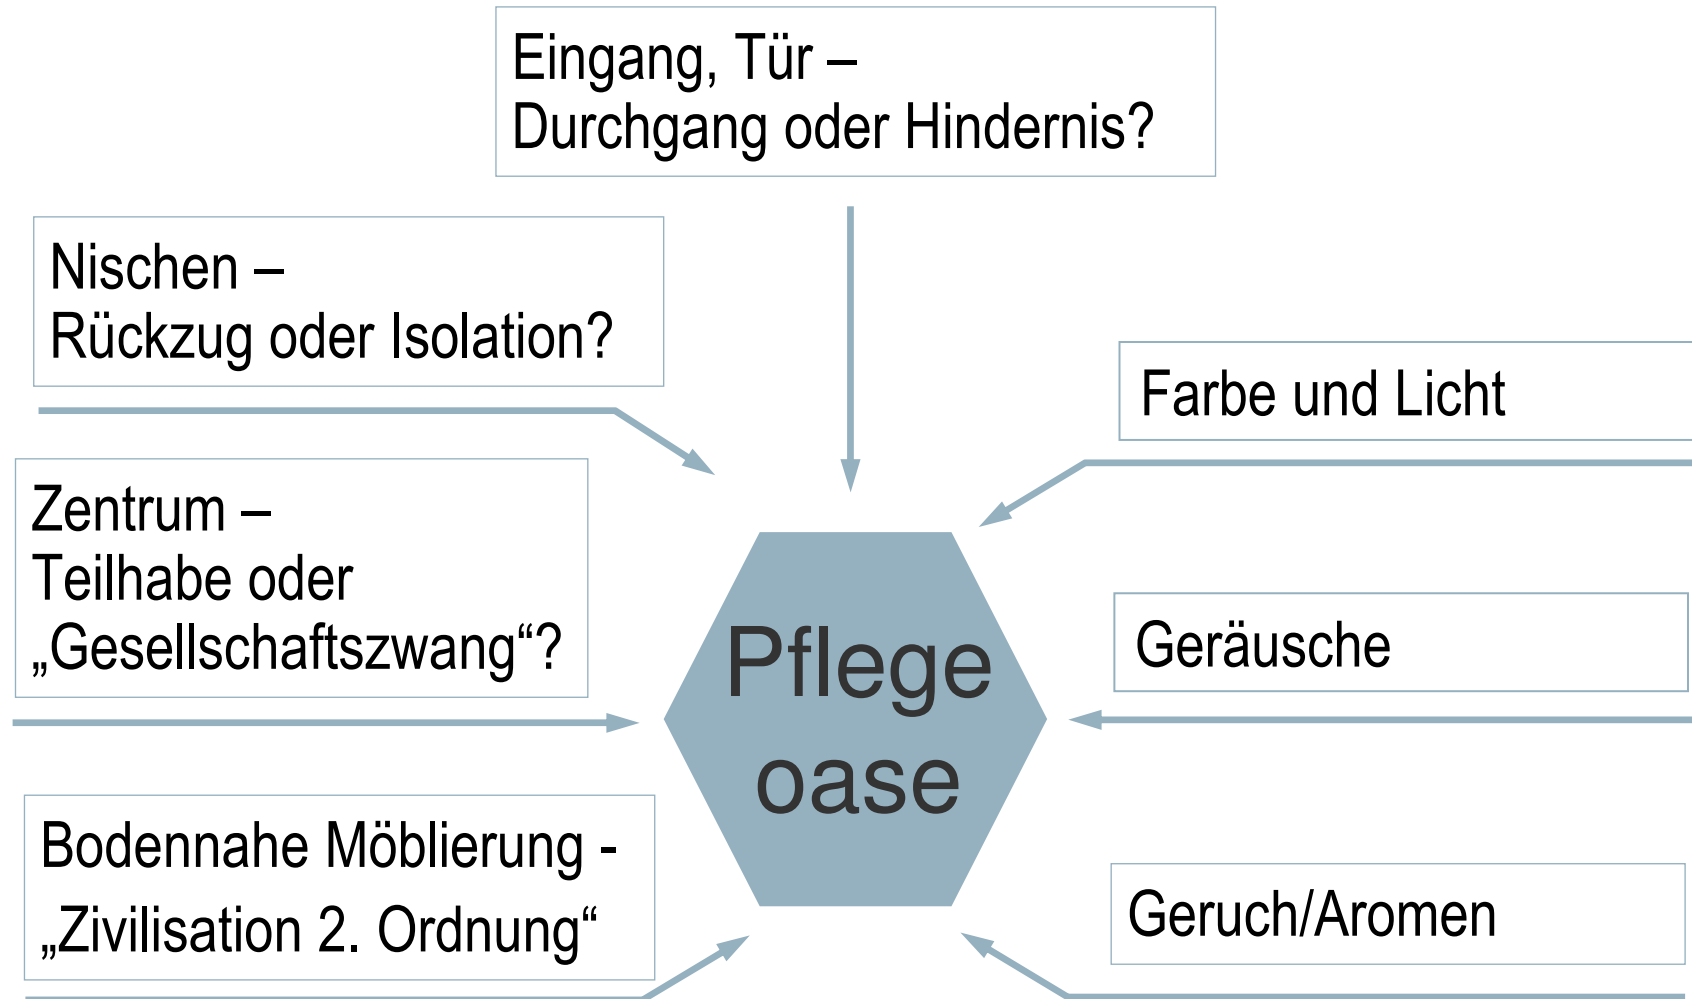 Eingang, Tür –
Durchgang oder Hindernis?
Nischen –
Rückzug oder Isolation?
Farbe und Licht
Zentrum –
Teilhabe oder
„Gesellschaftszwang“?
Geräusche
Pflege
oase
Bodennahe Möblierung -
„Zivilisation 2. Ordnung“
Geruch/Aromen